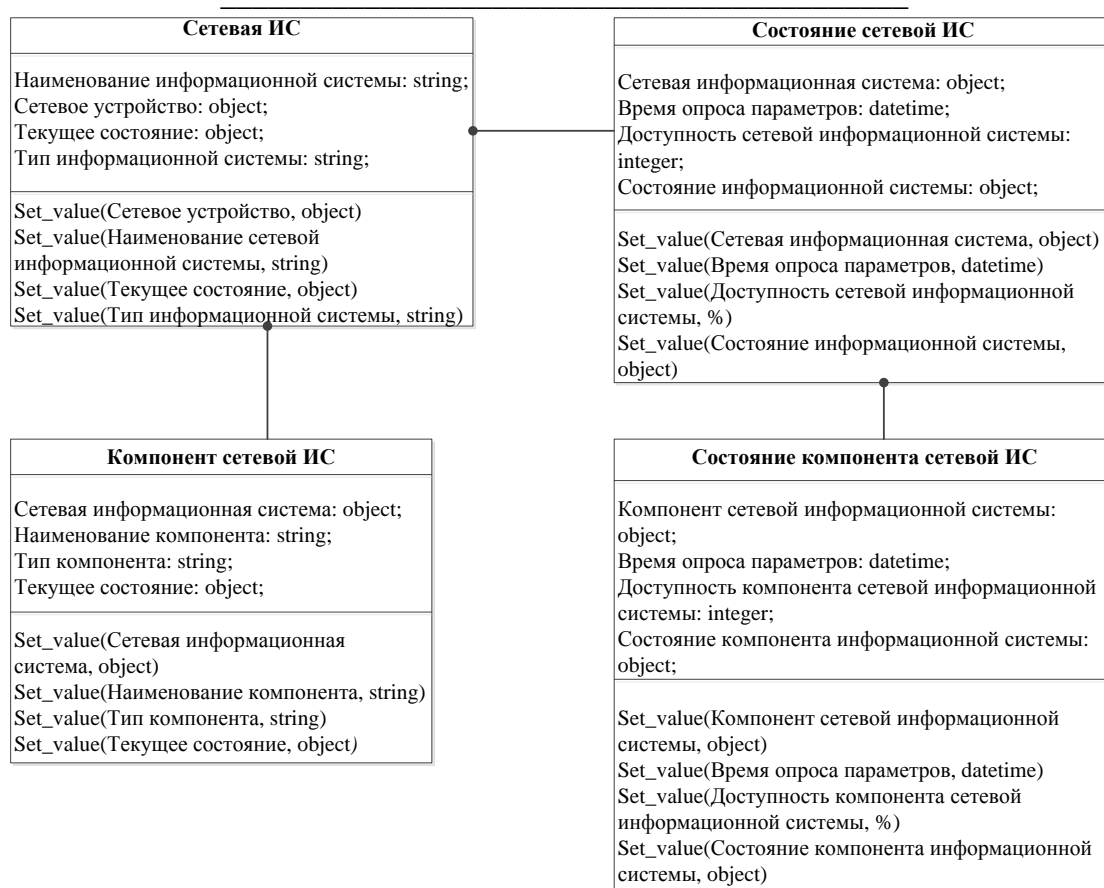 Сетевая ИС
Наименование информационной системы: string;
Сетевое устройство: object;
Текущее состояние: object;
Тип информационной системы: string;
Set_value(Сетевое устройство, object)
Set_value(Наименование сетевой
информационной системы, string)
Set_value(Текущее состояние, object)
Set_value(Тип информационной системы, string)
Состояние сетевой ИС
Сетевая информационная система: object;
Время опроса параметров: datetime;
Доступность сетевой информационной системы:
integer;
Состояние информационной системы: object;
Set_value(Сетевая информационная система, object)
Set_value(Время опроса параметров, datetime)
Set_value(Доступность сетевой информационной
системы, %)
Set_value(Состояние информационной системы,
object)
Компонент сетевой ИС
Сетевая информационная система: object;
Наименование компонента: string;
Тип компонента: string;
Текущее состояние: object;
Set_value(Сетевая информационная
система, object)
Set_value(Наименование компонента, string)
Set_value(Тип компонента, string)
Set_value(Текущее состояние, object)
Состояние компонента сетевой ИС
Компонент сетевой информационной системы:
object;
Время опроса параметров: datetime;
Доступность компонента сетевой информационной
системы: integer;
Состояние компонента информационной системы:
object;
Set_value(Компонент сетевой информационной
системы, object)
Set_value(Время опроса параметров, datetime)
Set_value(Доступность компонента сетевой
информационной системы, %)
Set_value(Состояние компонента информационной
системы, object)